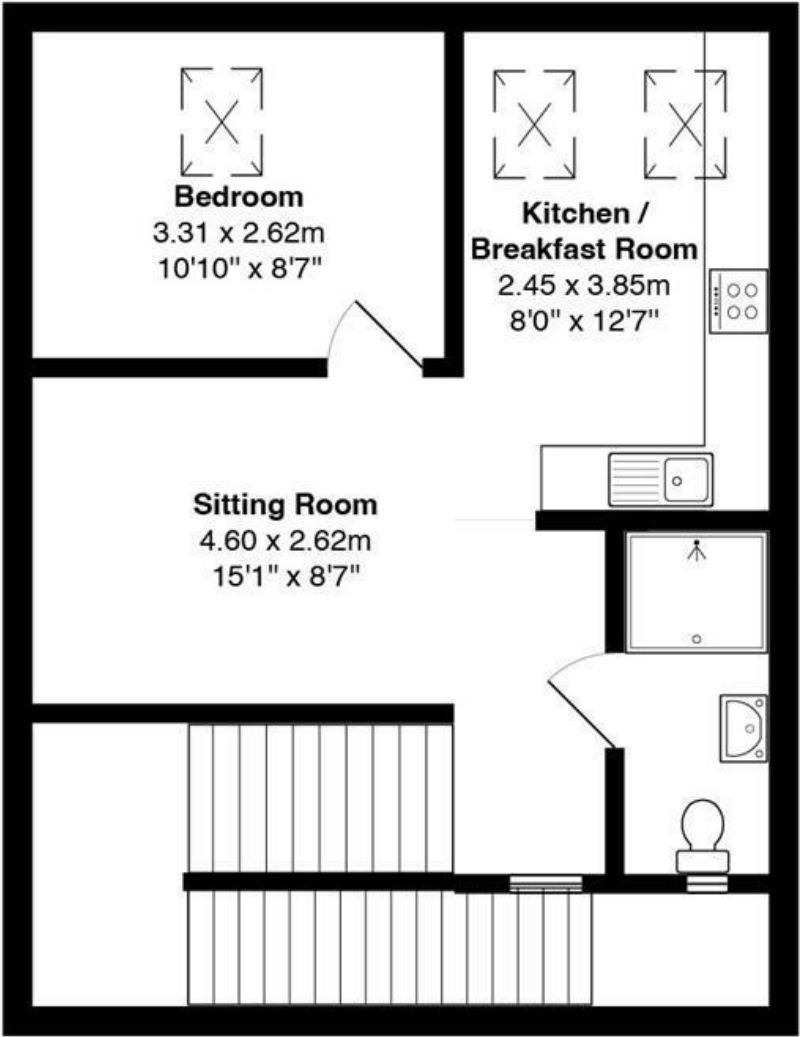 Bedroom
3.31 x 2.62m
10'10" x 8'7"
Kitchen /
Breakfast Room
2.45 x 3.85m
8'0" x 12'7"
Sitting Room
4.60 x 2.62m
15'1" x 8'7"